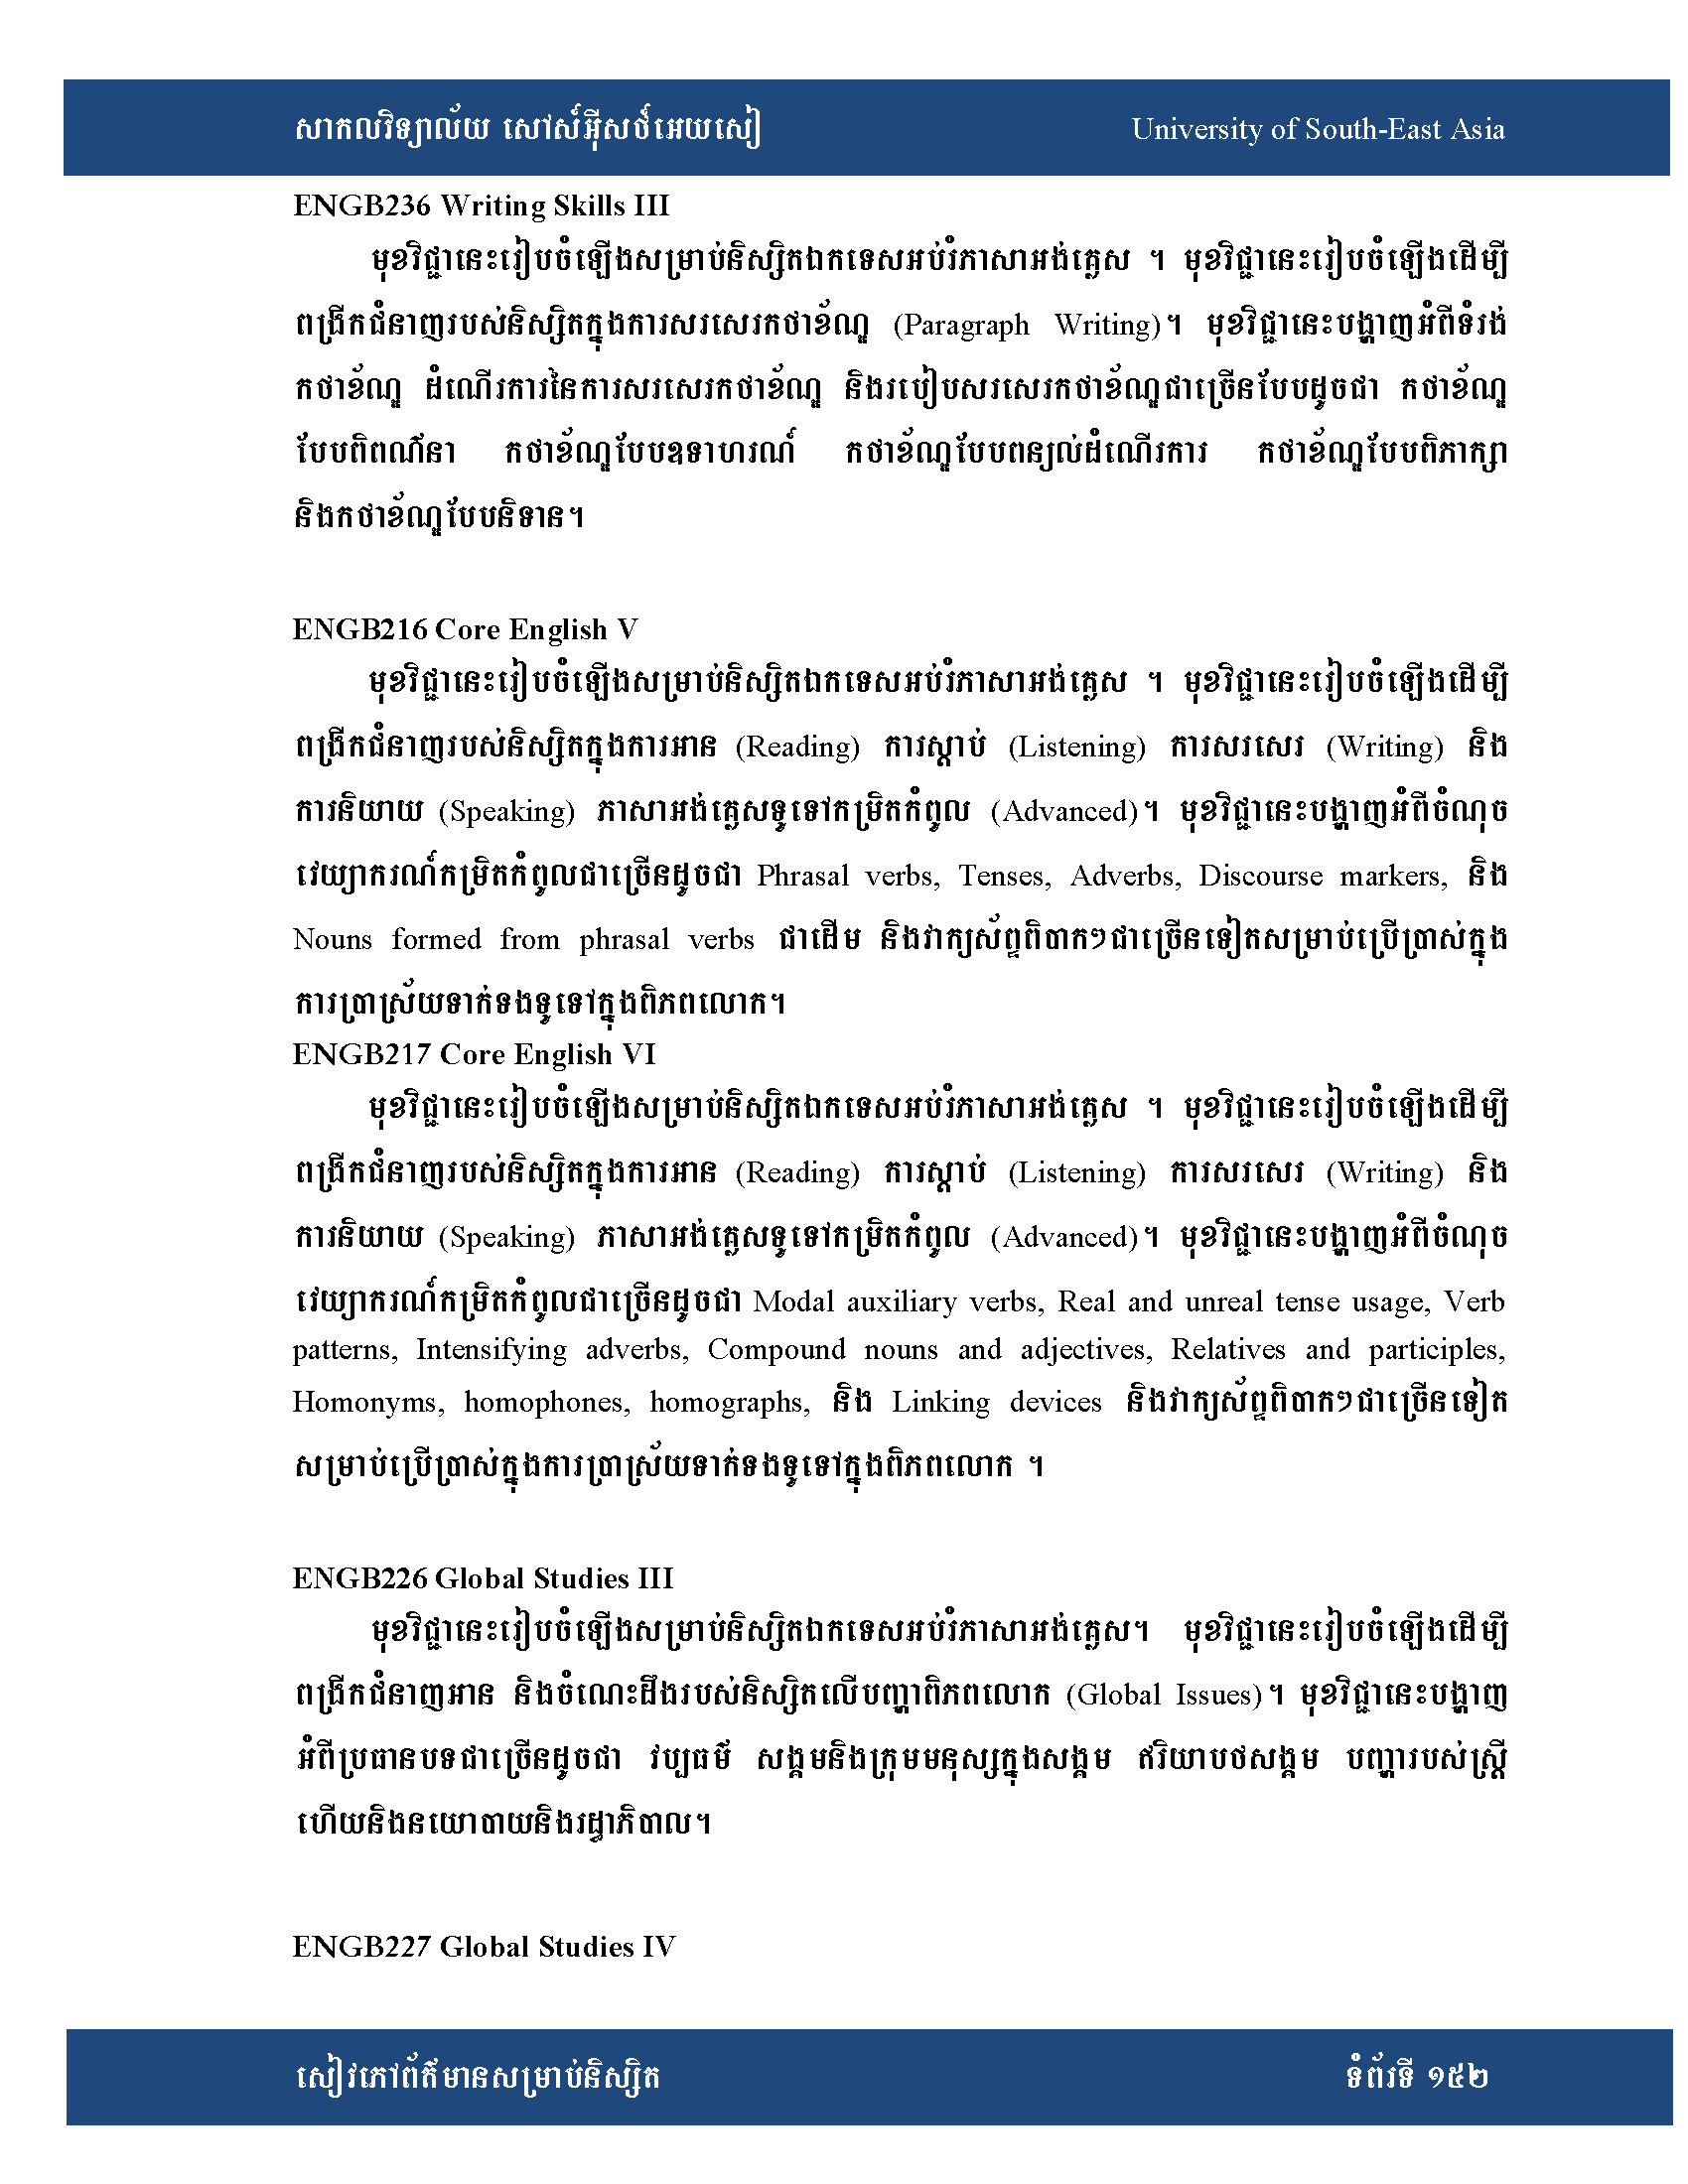 សាកលវិទ្យាល័យ សៅស៍អ៊ីសថ៍អេយសៀ University of South-East Asia
ENGB236 Writing Skills III
មុខវិជ្ជានេះរៀបចំឡើងសម្រាប់និស្សិតឯកទេសអប់រំភាសាអង់គ្លេស ។ មុខវិជ្ជានេះរៀបចំឡើងដើម្បី
ពង្រីកជំនាញរបស់និស្សិតក្នុងការសរសេរកថាខ័ណ្ឌ (Paragraph Writing)។ មុខវិជ្ជានេះបង្ហាញអំពីទំរង់
កថាខ័ណ្ឌ ដំណើរការនៃការសរសេរកថាខ័ណ្ឌ និងរបៀបសរសេរកថាខ័ណ្ឌជាច្រើនបែបដូចជា កថាខ័ណ្ឌ
បែបពិពណ៌នា កថាខ័ណ្ឌបែបឧទាហរណ៍ កថាខ័ណ្ឌបែបពន្យល់ដំណើរការ កថាខ័ណ្ឌបែបពិភាក្សា
និងកថាខ័ណ្ឌបែបនិទាន។
ENGB216 Core English V
មុខវិជ្ជានេះរៀបចំឡើងសម្រាប់និស្សិតឯកទេសអប់រំភាសាអង់គ្លេស ។ មុខវិជ្ជានេះរៀបចំឡើងដើម្បី
ពង្រីកជំនាញរបស់និស្សិតក្នុងការអាន (Reading) ការស្តាប់ (Listening) ការសរសេរ (Writing) និង
ការនិយាយ (Speaking) ភាសាអង់គ្លេសទូទៅកម្រិតកំពូល (Advanced)។ មុខវិជ្ជានេះបង្ហាញអំពីចំណុច
វេយ្យាករណ៍កម្រិតកំពូលជាច្រើនដូចជា Phrasal verbs, Tenses, Adverbs, Discourse markers, និង
Nouns formed from phrasal verbs ជាដើម និងវាក្យស័ព្ទពិបាកៗជាច្រើនទៀតសម្រាប់ប្រើប្រាស់ក្នុង
ការប្រាស្រ័យទាក់ទងទូទៅក្នុងពិភពលោក។
ENGB217 Core English VI
មុខវិជ្ជានេះរៀបចំឡើងសម្រាប់និស្សិតឯកទេសអប់រំភាសាអង់គ្លេស ។ មុខវិជ្ជានេះរៀបចំឡើងដើម្បី
ពង្រីកជំនាញរបស់និស្សិតក្នុងការអាន (Reading) ការស្តាប់ (Listening) ការសរសេរ (Writing) និង
ការនិយាយ (Speaking) ភាសាអង់គ្លេសទូទៅកម្រិតកំពូល (Advanced)។ មុខវិជ្ជានេះបង្ហាញអំពីចំណុច
វេយ្យាករណ៍កម្រិតកំពូលជាច្រើនដូចជា Modal auxiliary verbs, Real and unreal tense usage, Verb
patterns, Intensifying adverbs, Compound nouns and adjectives, Relatives and participles,
Homonyms, homophones, homographs, និង Linking devices និងវាក្យស័ព្ទពិបាកៗជាច្រើនទៀត
សម្រាប់ប្រើប្រាស់ក្នុងការប្រាស្រ័យទាក់ទងទូទៅក្នុងពិភពលោក ។
ENGB226 Global Studies III
មុខវិជ្ជានេះរៀបចំឡើងសម្រាប់និស្សិតឯកទេសអប់រំភាសាអង់គ្លេស។ មុខវិជ្ជានេះរៀបចំឡើងដើម្បី
ពង្រីកជំនាញអាន និងចំណេះដឹងរបស់និស្សិតលើបញ្ហាពិភពលោក (Global Issues)។ មុខវិជ្ជានេះបង្ហាញ
អំពីប្រធានបទជាច្រើនដូចជា វប្បធម៌ សង្គមនិងក្រុមមនុស្សក្នុងសង្គម ឥរិយាបថសង្គម បញ្ហារបស់ស្ត្រី
ហើយនិងនយោបាយនិងរដ្ឋាភិបាល។
ENGB227 Global Studies IV
សៀវភៅព័ត៌មានសម្រាប់និស្សិត ទំព័រទី ១៥២